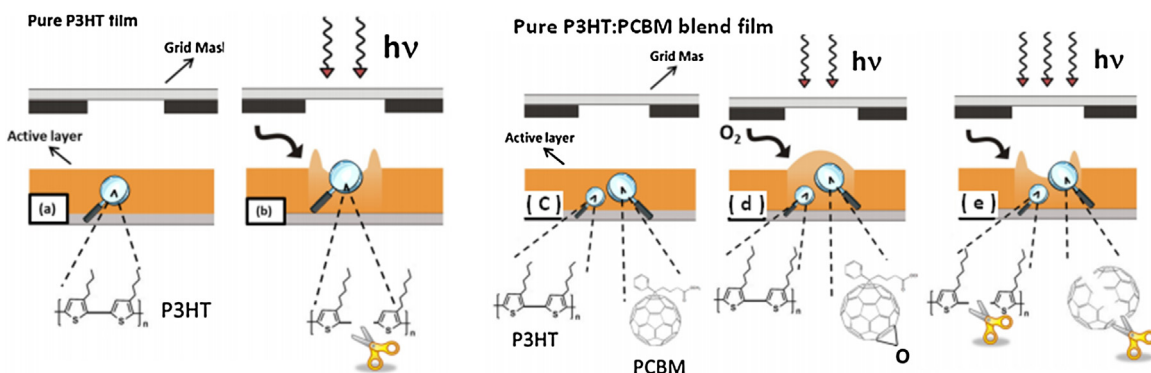 Pure P3HT film
Grid Mas
hν
Active layer
(a)
(b)
P3HT
S
S
n
S
S
n
Pure P3HT:PCBM blend film
Grid Mas
hν
hν
Active layer
O2
(C)
(d)
(e)
S
S
n
P3HT
PCBM
S
S
n
O
S
S
n